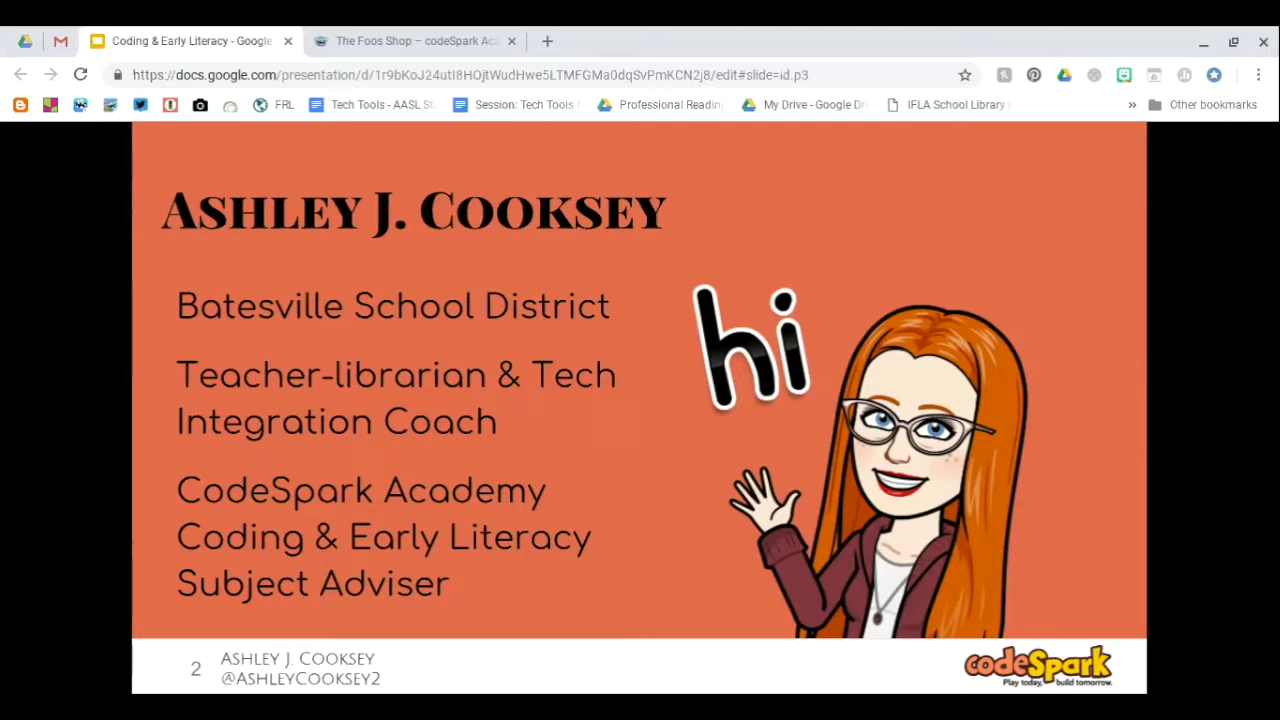 Coding & Early Literacy - Google
The Foos Shop – codeSpark Aca
https://docs.google.com/presentation/d/1r9bKoJ24utI8HOjtWudHwe5LTMFGMa0dqSvPmKCN2j8/edit#slide=id.p3
FRL
Tech Tools - AASL St
Session: Tech Tools f
Professional Readin
My Drive - Google Dr
IFLA School Library
»
Other bookmarks
Ashley J. Cooksey
Batesville School District
Teacher-librarian & Tech
Integration Coach
CodeSpark Academy
Coding & Early Literacy
Subject Adviser
hi
2
Ashley J. Cooksey
@AshleyCooksey2
codeSpark
Play today, build tomorrow.